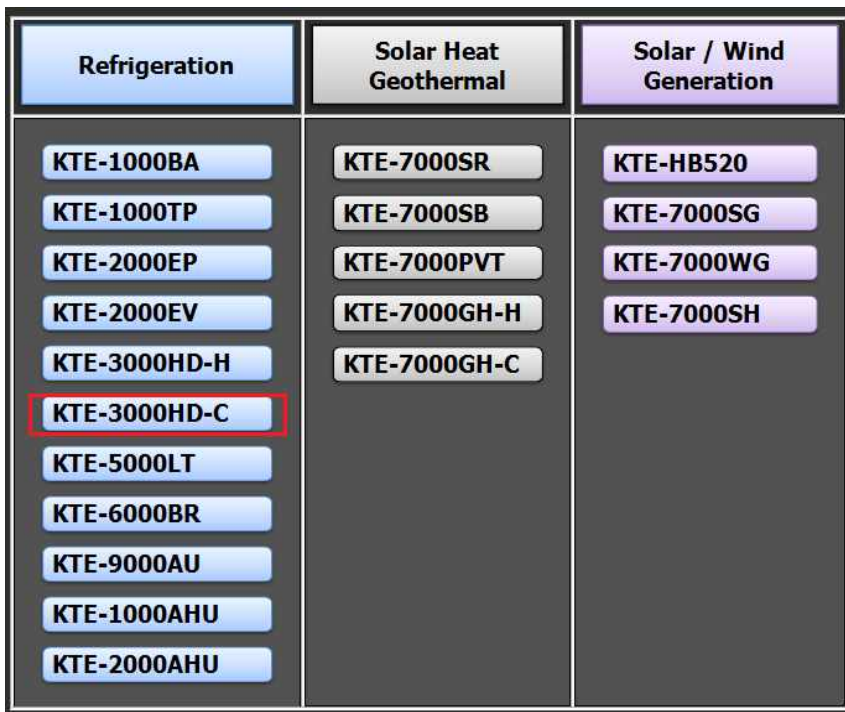 Refrigeration
Solar Heat
Geothermal
Solar / Wind
Generation
KTE-1000BA
KTE-1000TP
KTE-2000EP
KTE-2000EV
KTE-3000HD-H
KTE-3000HD-C
KTE-5000LT
KTE-6000BR
KTE-9000AU
KTE-1000AHU
KTE-2000AHU
KTE-7000SR
KTE-7000SB
KTE-7000PVT
KTE-7000GH-H
KTE-7000GH-C
KTE-HB520
KTE-7000SG
KTE-7000WG
KTE-7000SH